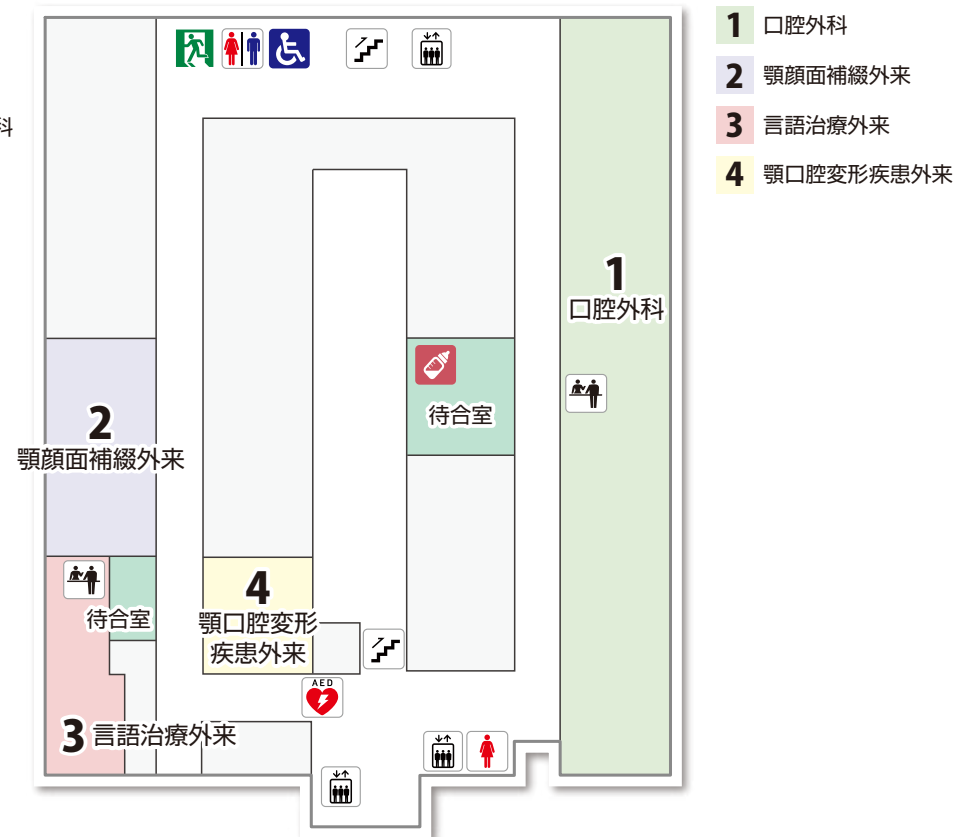 科
1
口腔外科
2
顎顔面補綴外来
3
言語治療外来
4
顎口腔変形疾患外来
1
口腔外科
待合室
2
顎顔面補綴外来
待合室
4
顎口腔変形
疾患外来
AED
3 言語治療外来